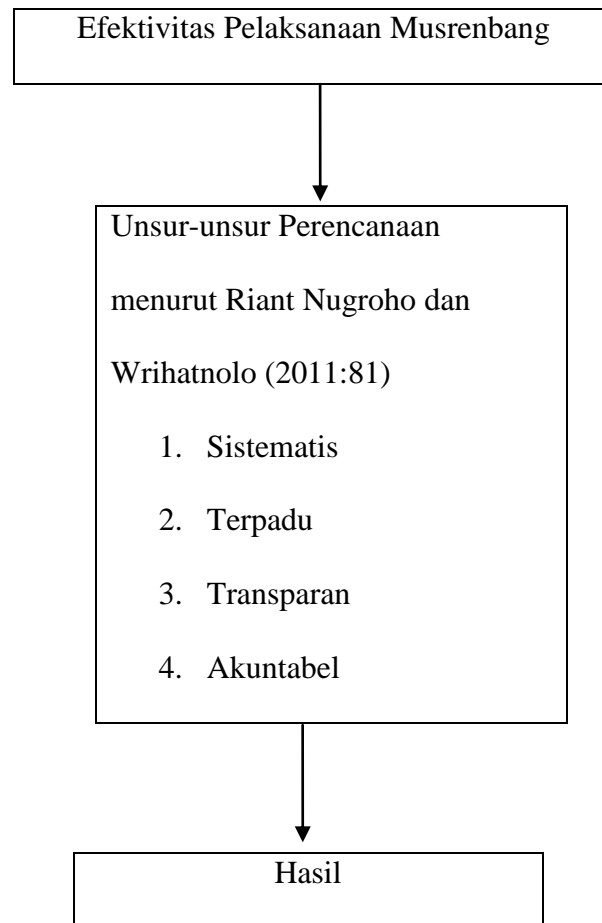 Efektivitas Pelaksanaan Musrenbang
Unsur-unsur Perencanaan
menurut Riant Nugroho dan
Wrihatnolo (2011:81)
1. Sistematis
2. Terpadu
3. Transparan
4. Akuntabel
Hasil